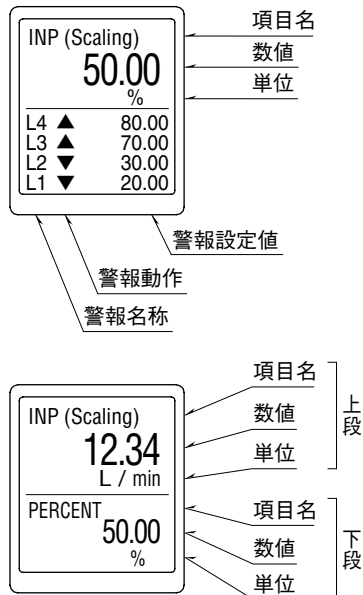 INP (Scaling)
50.00
%
L4 ▲ 80.00
L3 ▲ 70.00
L2 ▼ 30.00
L1 ▼ 20.00
項目名
数値
単位
警報設定値
警報動作
警報名称
INP (Scaling)
12.34
L / min
PERCENT
50.00
%
項目名
数値
単位
上段
項目名
数値
単位
下段